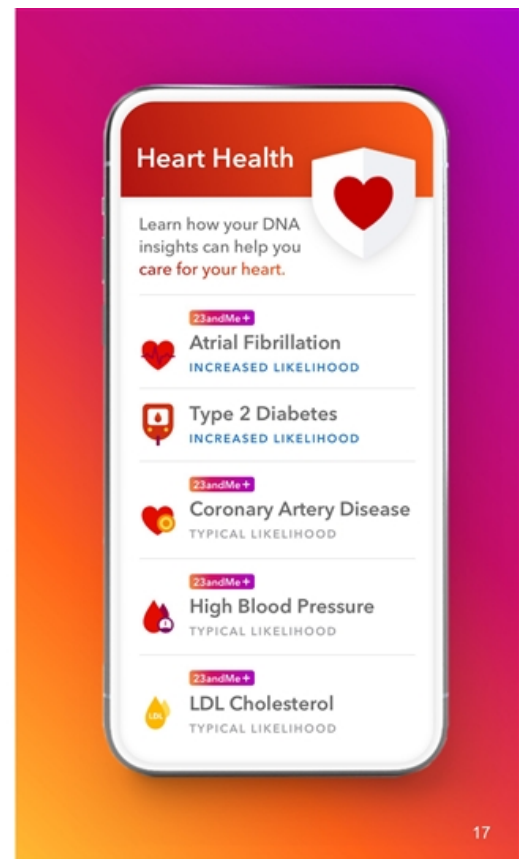 Heart Health
Learn how your DNA
insights can help you
care for your heart.
23andMe+
Atrial Fibrillation
INCREASED LIKELIHOOD
Type 2 Diabetes
INCREASED LIKELIHOOD
23andMe+
Coronary Artery Disease
TYPICAL LIKELIHOOD
23andMe+
High Blood Pressure
TYPICAL LIKELIHOOD
23andMe+
LDL
LDL Cholesterol
TYPICAL LIKELIHOOD
17